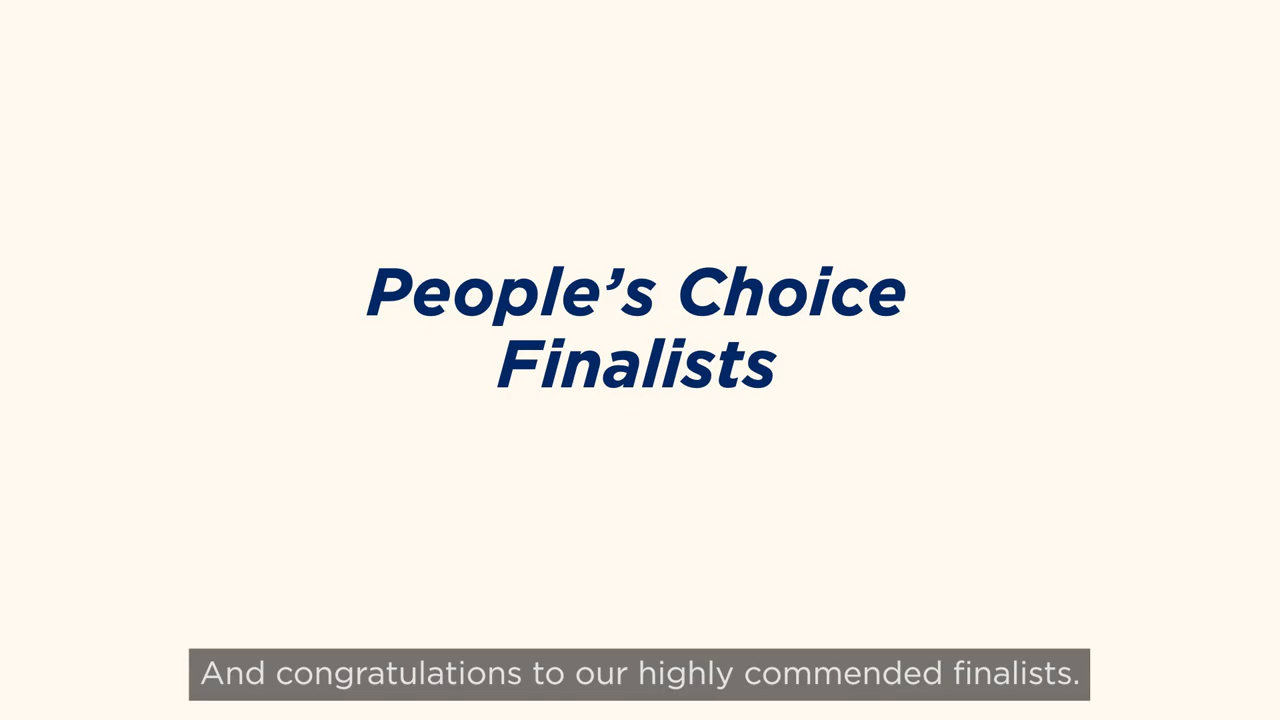 People’s Choice
Finalists
And congratulations to our highly commended finalists.